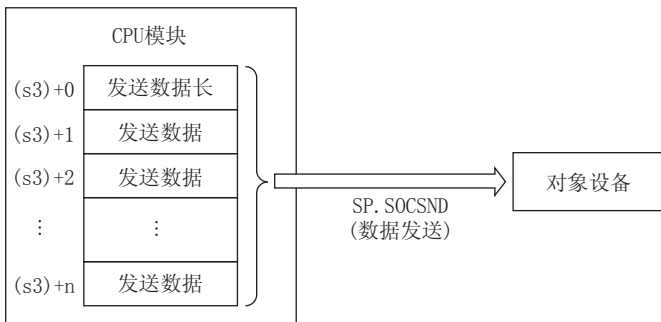 CPU模块
(s3)+0 发送数据长
(s3)+1 发送数据
(s3)+2 发送数据
⋮ ⋮
(s3)+n 发送数据
SP.SOCSND
(数据发送)
对象设备